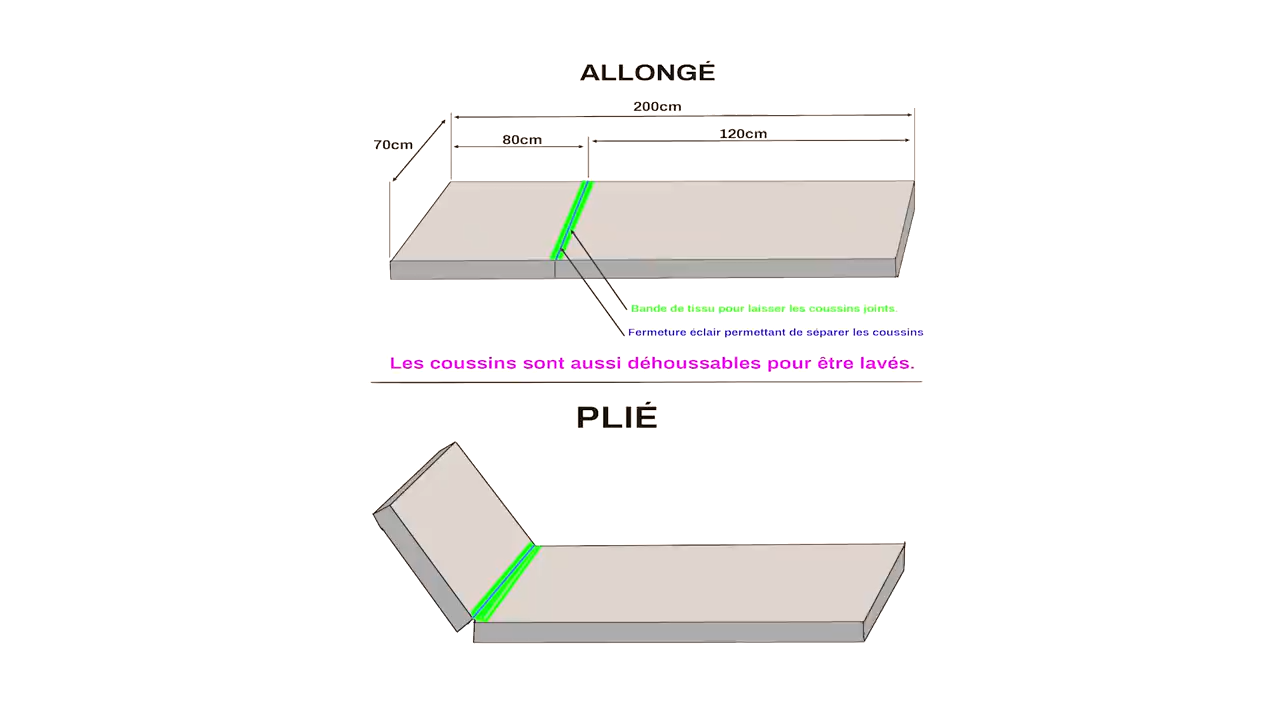 ALLONGÉ
200cm
70cm
80cm
120cm
Bande de tissu pour laisser les coussins joints.
Fermeture éclair permettant de séparer les coussins
Les coussins sont aussi déhoussables pour être lavés.
PLIÉ